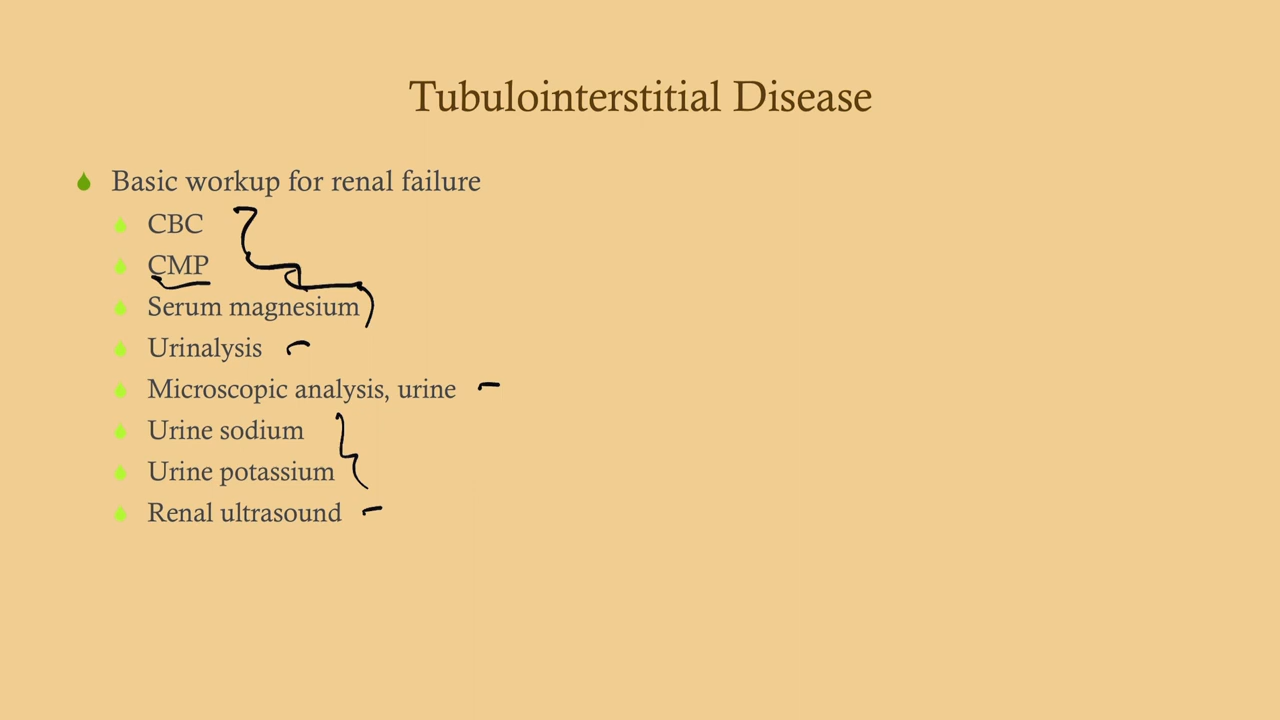 Tubulointerstitial Disease
Basic workup for renal failure
CBC
CMP
Serum magnesium
Urinalysis
Microscopic analysis, urine
Urine sodium
Urine potassium
Renal ultrasound